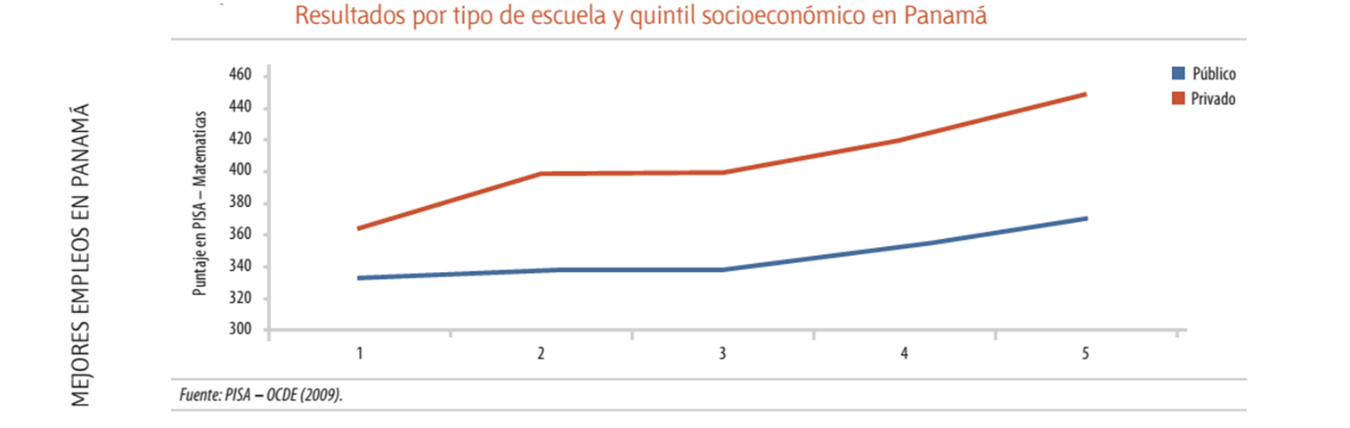 Resultados por tipo de escuela y quintil socioeconómico en Panamá
MEJORES EMPLEOS EN PANAMÁ
Puntaje en PISA – Matematicas
460
440
420
400
380
360
340
320
300
1 2 3 4 5
Público
Privado
Fuente: PISA – OCDE (2009).